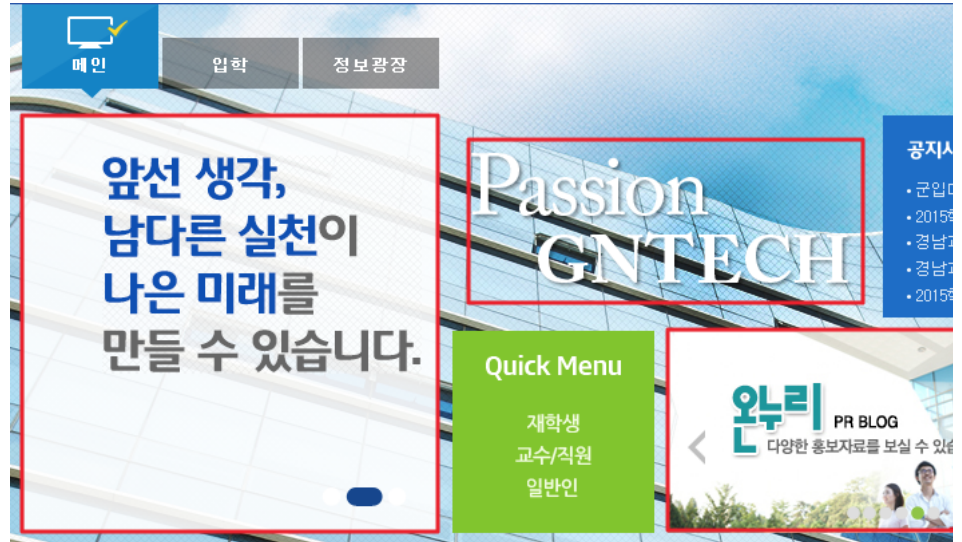 메인
입학
정보광장
앞선 생각,
남다른 실천이
나은 미래를
만들 수 있습니다.
Passion
GNTECH
• 2015
Quick Menu
재학생
교수/직원
일반인
온누리 PR BLOG
다양한 홍보자료를 보실 수